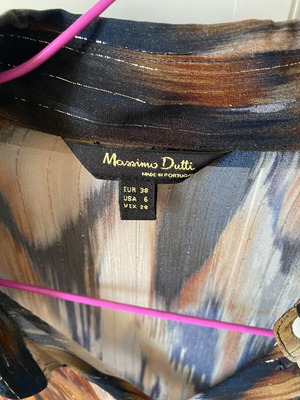 Massimo Dutti
MADE IN PORTUGAL
EUR 38
USA 6
MEX 28